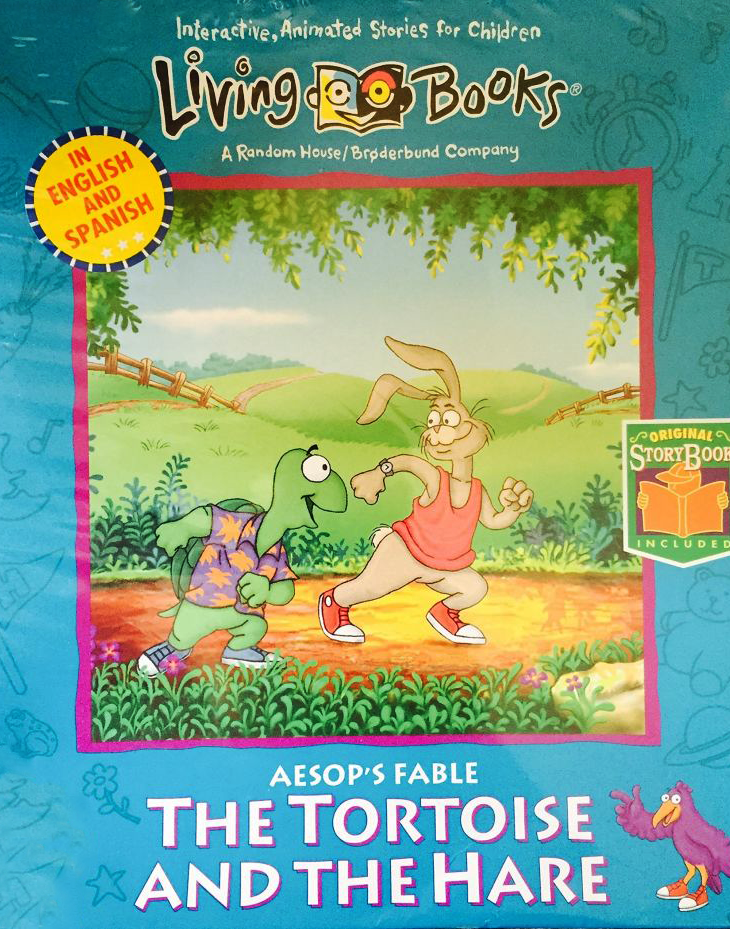 Interactive, Animated Stories for Children
Living Books®
A Random House/Brøderbund Company
IN
ENGLISH
AND
SPANISH
ORIGINAL
STORYBOOK
INCLUDED
AESOP'S FABLE
THE TORTOISE
AND THE HARE